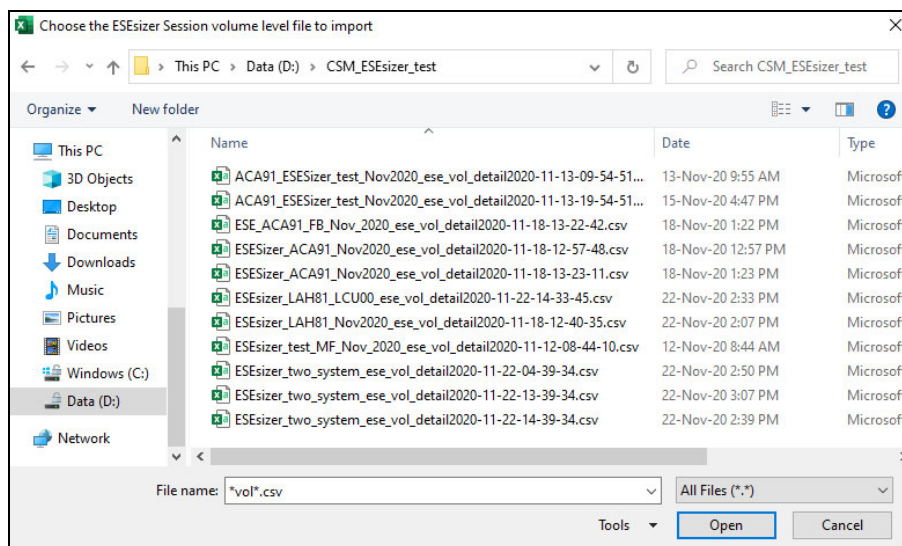 Choose the ESEsizer Session volume level file to import
This PC > Data (D:) > CSM_ESEsizer_test
Search CSM_ESEsizer_test
Organize
New folder
Name
Date
Type
This PC
3D Objects
Desktop
Documents
Downloads
Music
Pictures
Videos
Windows (C:)
Data (D:)
Network
ACA91_ESESizer_test_Nov2020_ese_vol_detail2020-11-13-09-54-51... 13-Nov-20 9:55 AM Microsof
ACA91_ESESizer_test_Nov2020_ese_vol_detail2020-11-13-19-54-51... 15-Nov-20 4:47 PM Microsof
ESE_ACA91_FB_Nov_2020_ese_vol_detail2020-11-18-13-22-42.csv 18-Nov-20 1:22 PM Microsof
ESESizer_ACA91_Nov2020_ese_vol_detail2020-11-18-12-57-48.csv 18-Nov-20 12:57 PM Microsof
ESESizer_ACA91_Nov2020_ese_vol_detail2020-11-18-13-23-11.csv 18-Nov-20 1:23 PM Microsof
ESEsizer_LAH81_LCU00_ese_vol_detail2020-11-22-14-33-45.csv 22-Nov-20 2:33 PM Microsof
ESEsizer_LAH81_Nov2020_ese_vol_detail2020-11-18-12-40-35.csv 22-Nov-20 2:07 PM Microsof
ESEsizer_test_MF_Nov_2020_ese_vol_detail2020-11-12-08-44-10.csv 12-Nov-20 8:44 AM Microsof
ESEsizer_two_system_ese_vol_detail2020-11-22-04-39-34.csv 22-Nov-20 2:50 PM Microsof
ESEsizer_two_system_ese_vol_detail2020-11-22-13-39-34.csv 22-Nov-20 3:07 PM Microsof
ESEsizer_two_system_ese_vol_detail2020-11-22-14-39-34.csv 22-Nov-20 2:39 PM Microsof
File name: *vol*.csv
All Files (*.*)
Tools
Open
Cancel